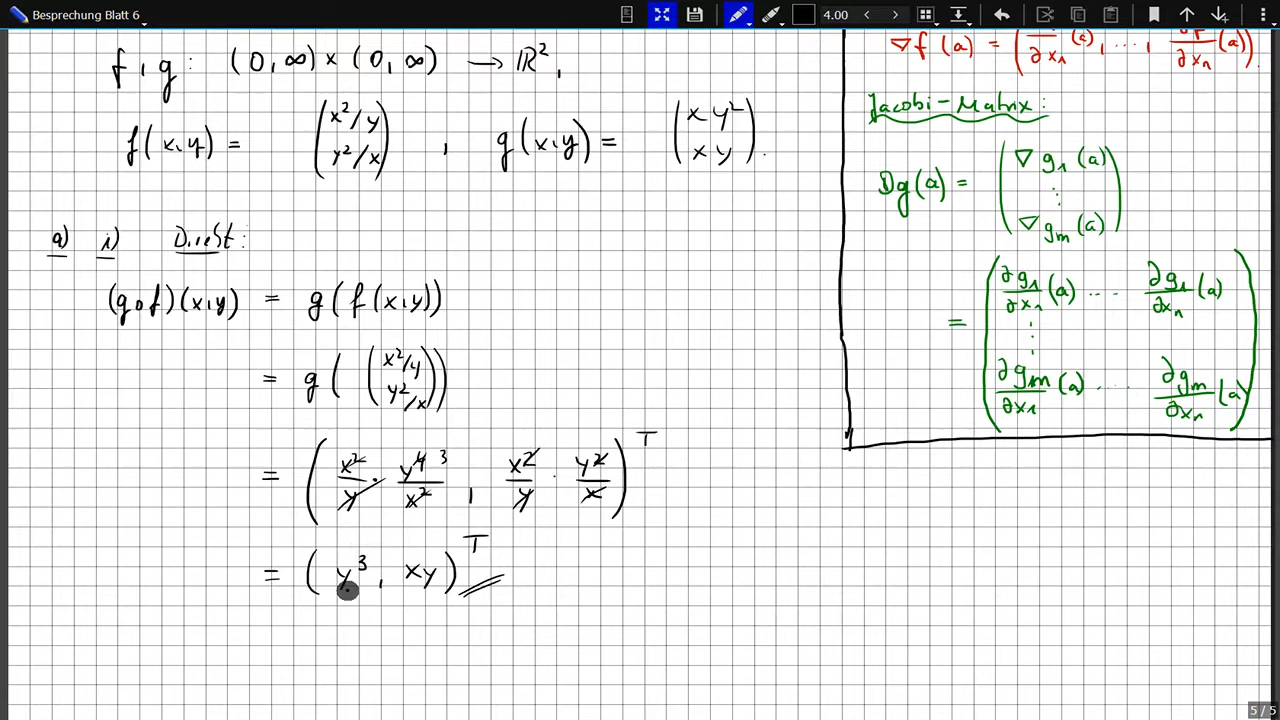 Besprechung Blatt 6
4.00
f, g : (0,∞) × (0,∞) → ℝ²,
f(x,y) = (x²/y
y²/x) , g(x,y) = (xy²
xy).
a) i) Direkt:
(g∘f)(x,y) = g(f(x,y))
= g((x²/y
y²/x))
= (x²/y · y⁴ ³/x² , x²/y · y²/x)ᵀ
= (y³, xy)ᵀ
∇f(a) = (∂f/∂x₁(a), ..., ∂f/∂xₙ(a)).
Jacobi-Matrix:
Dg(a) = (∇g₁(a)
⋮
∇gₘ(a))
= (∂g₁/∂x₁(a) ... ∂g₁/∂xₙ(a)
⋮
∂gₘ/∂x₁(a) ... ∂gₘ/∂xₙ(a))
5 / 5